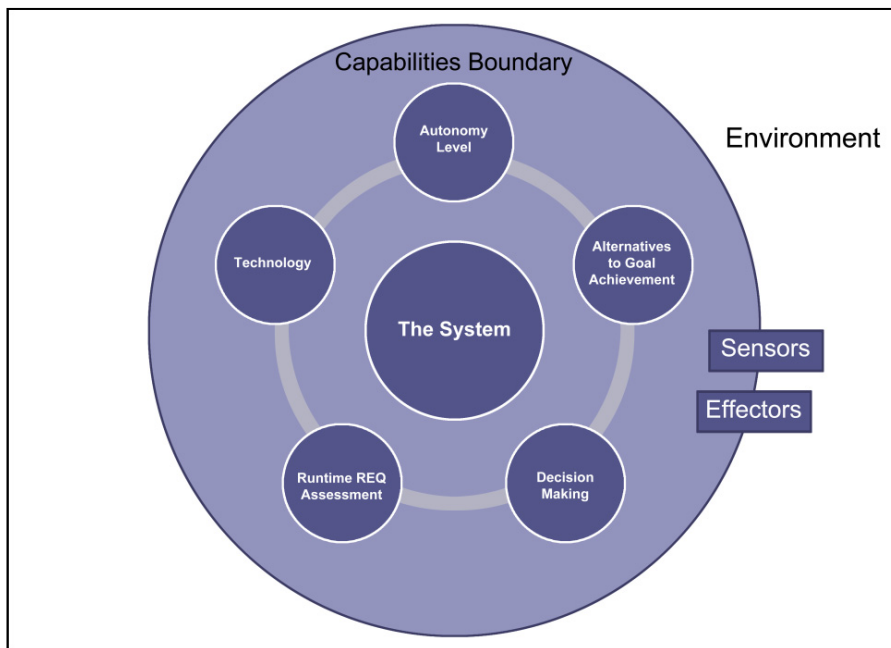 Capabilities Boundary
Autonomy
Level
Environment
Technology
Alternatives
to Goal
Achievement
The System
Sensors
Effectors
Runtime REQ
Assessment
Decision
Making